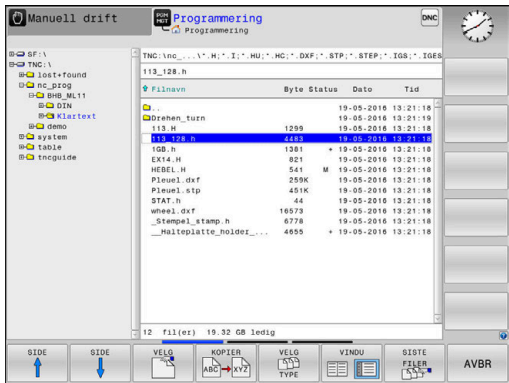 Manuell drift
PGM
MGT
Programmering
Programmering
DNC
SF:\
TNC:\
lost+found
nc_prog
BHB_ML11
DIN
Klartext
demo
system
table
tncguide
TNC:\nc_...\*.H;*.I;*.HU;*.HC;*.DXF;*.STP;*.STEP;*.IGS;*.IGES
113_128.h
Filnavn Byte Status Dato Tid
.. 19-05-2016 13:21:18
Drehen_turn 19-05-2016 13:21:19
113.H 1299 19-05-2016 13:21:18
113_128.h 4483 19-05-2016 13:21:18
1GB.h 1381 + 19-05-2016 13:21:18
EX14.H 821 19-05-2016 13:21:18
HEBEL.H 541 M 19-05-2016 13:21:18
Pleuel.dxf 259K 19-05-2016 13:21:18
Pleuel.stp 451K 19-05-2016 13:21:18
STAT.h 44 19-05-2016 13:21:18
wheel.dxf 16573 19-05-2016 13:21:18
_Stempel_stamp.h 6778 19-05-2016 13:21:18
__Halteplatte_holder_... 4655 + 19-05-2016 13:21:18
12 fil(er) 19.32 GB ledig
SIDE
SIDE
VELG
KOPIER
ABC XYZ
VELG
TYPE
VINDU
SISTE
FILER
AVBR